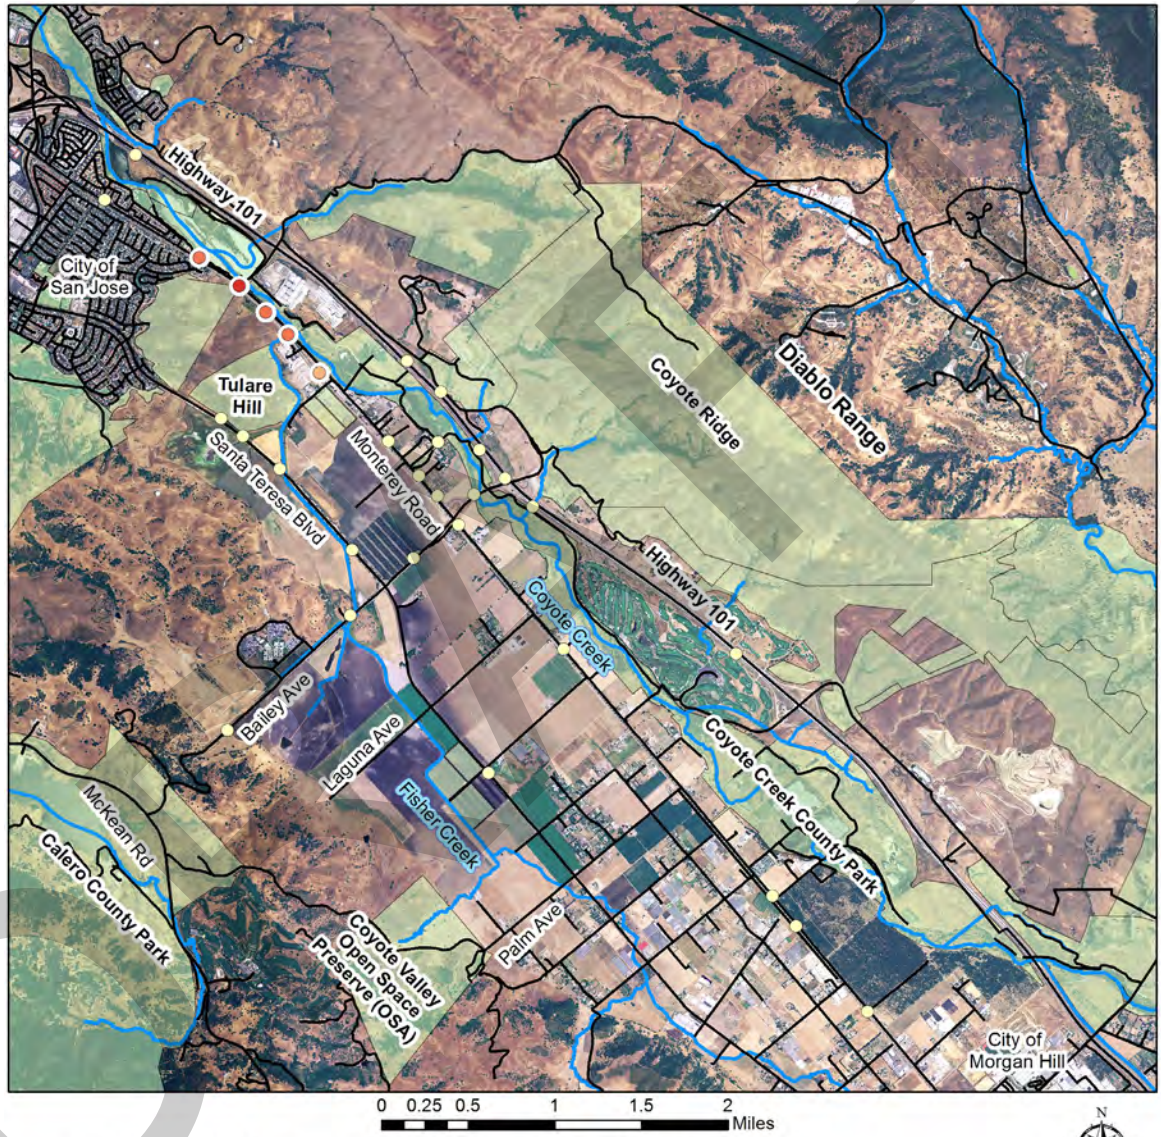 Highway 101
City of
San Jose
Tulare
Hill
Coyote Ridge
Diablo Range
Santa Teresa Blvd
Monterey Road
Highway 101
Coyote Creek
Bailey Ave
Laguna Ave
Fisher Creek
Coyote Creek County Park
McKean Rd
Calero County Park
Coyote Valley
Open Space
Preserve (OSA)
Palm Ave
City of
Morgan Hill
0 0.25 0.5 1 1.5 2
Miles
N